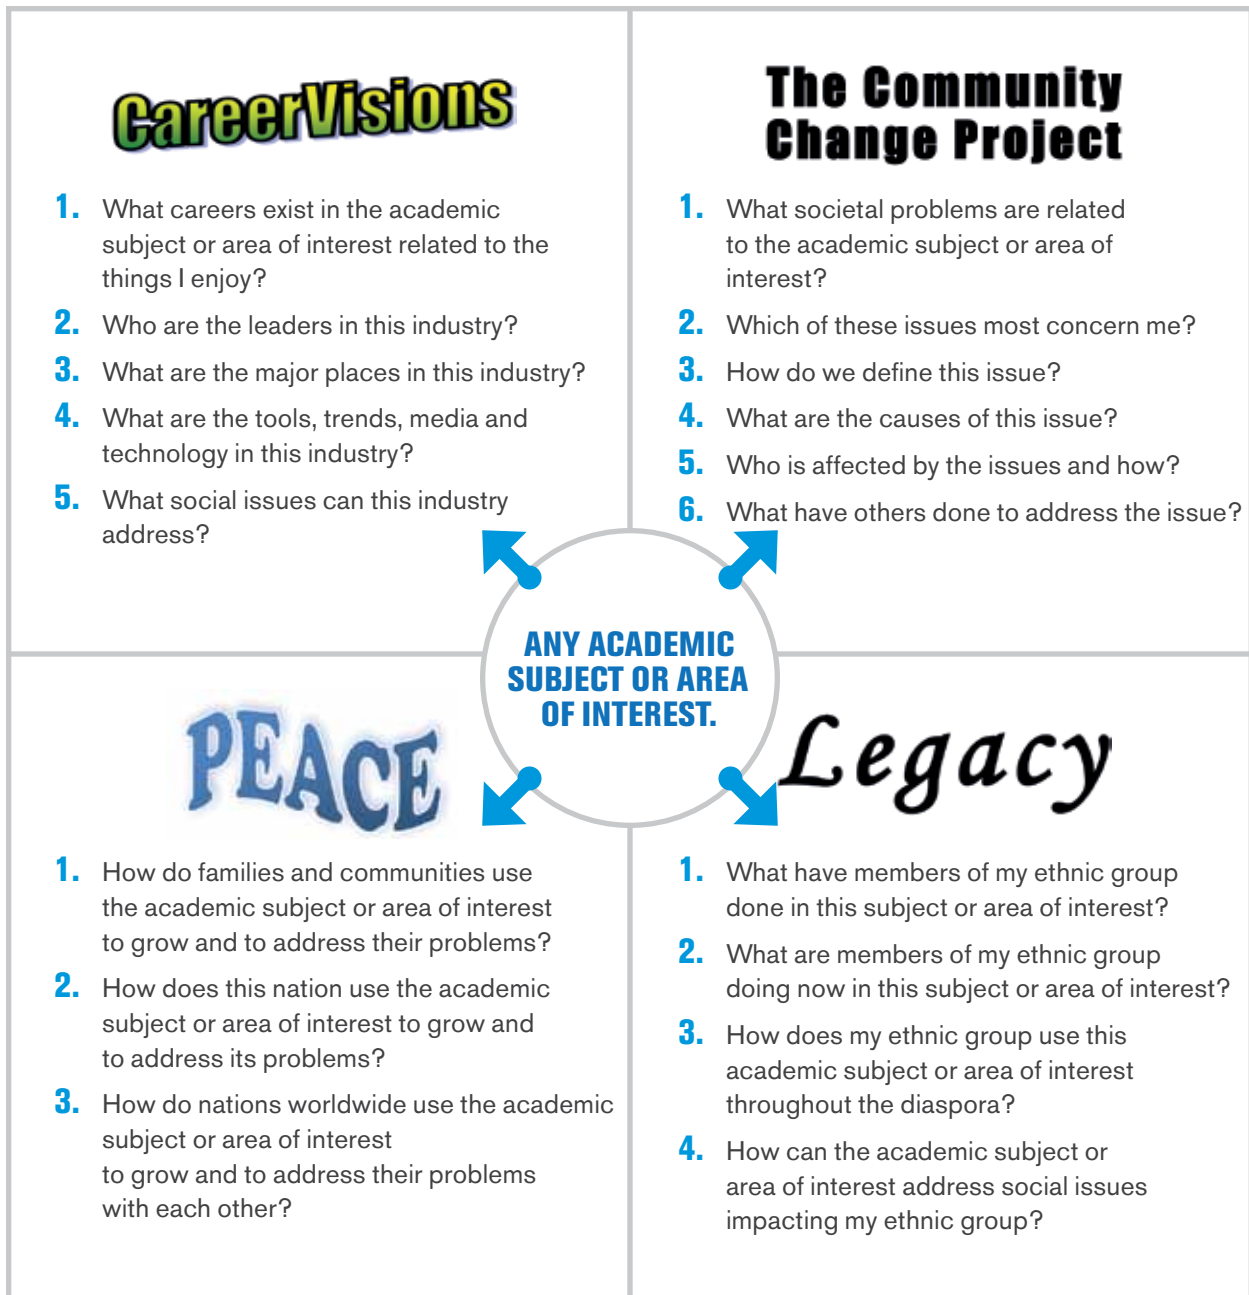 CareerVisions
1. What careers exist in the academic
subject or area of interest related to the
things I enjoy?
2. Who are the leaders in this industry?
3. What are the major places in this industry?
4. What are the tools, trends, media and
technology in this industry?
5. What social issues can this industry
address?
The Community
Change Project
1. What societal problems are related
to the academic subject or area of
interest?
2. Which of these issues most concern me?
3. How do we define this issue?
4. What are the causes of this issue?
5. Who is affected by the issues and how?
6. What have others done to address the issue?
ANY ACADEMIC
SUBJECT OR AREA
OF INTEREST.
PEACE
1. How do families and communities use
the academic subject or area of interest
to grow and to address their problems?
2. How does this nation use the academic
subject or area of interest to grow and
to address its problems?
3. How do nations worldwide use the academic
subject or area of interest
to grow and to address their problems
with each other?
Legacy
1. What have members of my ethnic group
done in this subject or area of interest?
2. What are members of my ethnic group
doing now in this subject or area of interest?
3. How does my ethnic group use this
academic subject or area of interest
throughout the diaspora?
4. How can the academic subject or
area of interest address social issues
impacting my ethnic group?